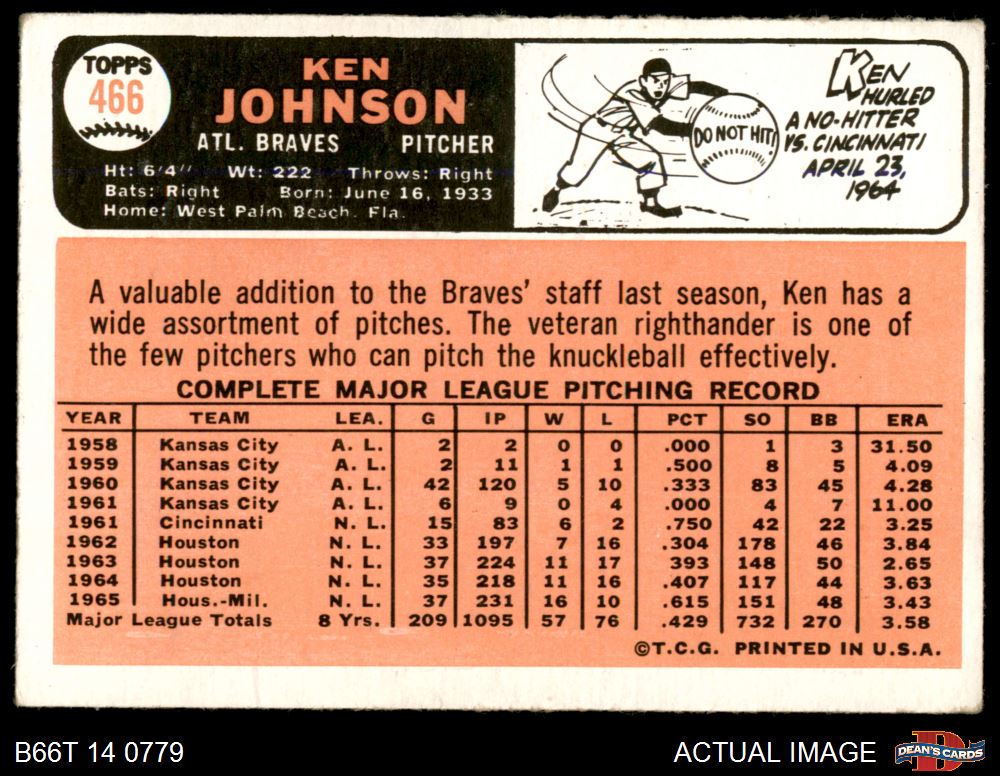 TOPPS
466
KEN
JOHNSON
ATL. BRAVES PITCHER
Ht: 6'4" Wt: 222 Throws: Right
Bats: Right Born: June 16, 1933
Home: West Palm Beach, Fla.
DO NOT HIT!
KEN
HURLED
A NO-HITTER
VS. CINCINNATI
APRIL 23,
1964
A valuable addition to the Braves' staff last season, Ken has a
wide assortment of pitches. The veteran righthander is one of
the few pitchers who can pitch the knuckleball effectively.
COMPLETE MAJOR LEAGUE PITCHING RECORD
YEAR TEAM LEA. G IP W L PCT SO BB ERA
1958 Kansas City A. L. 2 2 0 0 .000 1 3 31.50
1959 Kansas City A. L. 2 11 1 1 .500 8 5 4.09
1960 Kansas City A. L. 42 120 5 10 .333 83 45 4.28
1961 Kansas City A. L. 6 9 0 4 .000 4 7 11.00
1961 Cincinnati N. L. 15 83 6 2 .750 42 22 3.25
1962 Houston N. L. 33 197 7 16 .304 178 46 3.84
1963 Houston N. L. 37 224 11 17 393 148 50 2.65
1964 Houston N. L. 35 218 11 16 .407 117 44 3.63
1965 Hous.-Mil. N. L. 37 231 16 10 .615 151 48 3.43
Major League Totals 8 Yrs. 209 1095 57 76 .429 732 270 3.58
©T.C.G. PRINTED IN U.S.A.
B66T 14 0779 ACTUAL IMAGE
D
DEAN'S CARDS